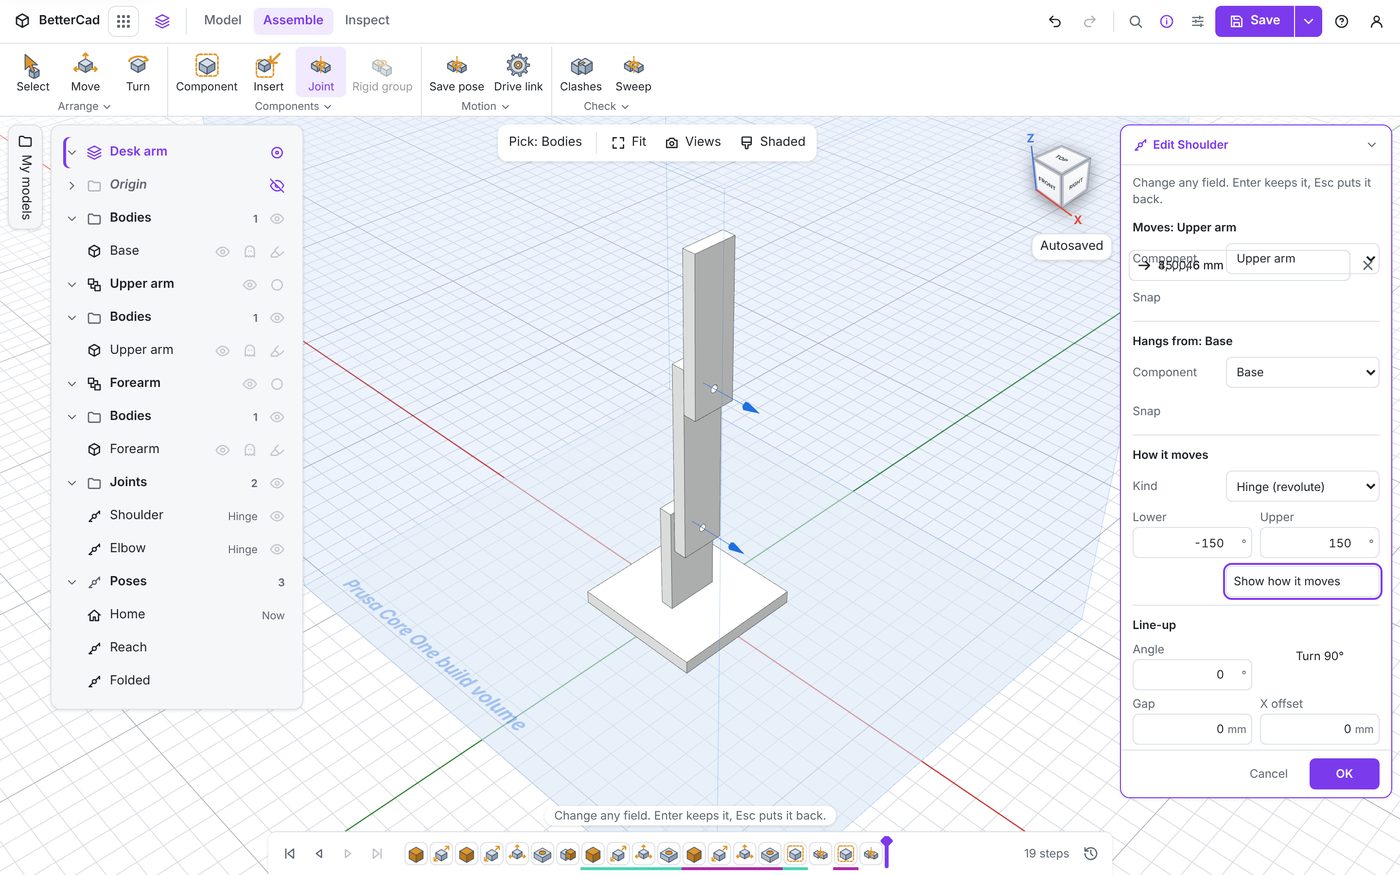 BetterCad
Model
Assemble
Inspect
Save
Select
Move
Turn
Component
Insert
Joint
Rigid group
Save pose
Drive link
Clashes
Sweep
Arrange
Components
Motion
Check
My models
Desk arm
Origin
Bodies 1
Base
Upper arm
Bodies 1
Upper arm
Forearm
Bodies 1
Forearm
Joints 2
Shoulder Hinge
Elbow Hinge
Poses 3
Home Now
Reach
Folded
Pick: Bodies
Fit
Views
Shaded
Z
TOP
FRONT
RIGHT
X
Autosaved
Prusa Core One build volume
Edit Shoulder
Change any field. Enter keeps it, Esc puts it
back.
Moves: Upper arm
Component Upper arm
mm
Snap
Hangs from: Base
Component Base
Snap
How it moves
Kind Hinge (revolute)
Lower Upper
-150 ° 150 °
Show how it moves
Line-up
Angle
0 ° Turn 90°
Gap X offset
0 mm 0 mm
Cancel OK
Change any field. Enter keeps it, Esc puts it back.
19 steps